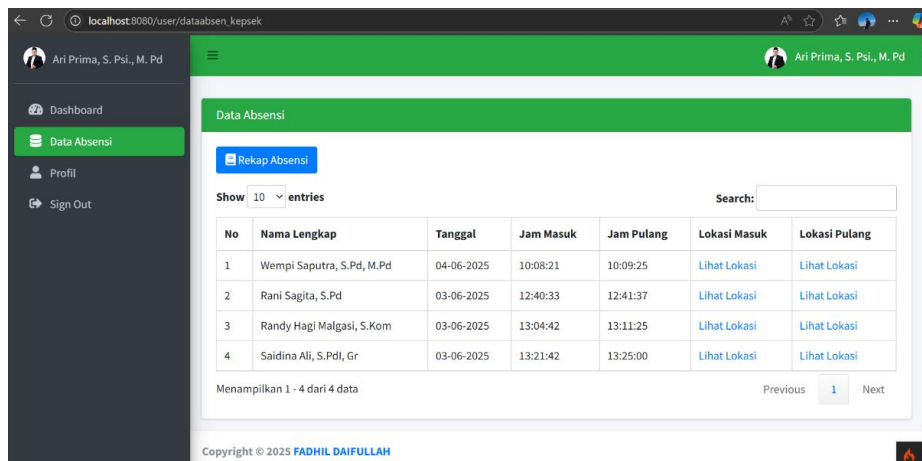 localhost:8080/user/dataabsen_kepsek
Ari Prima, S. Psi., M. Pd
Ari Prima, S. Psi., M. Pd
Dashboard
Data Absensi
Profil
Sign Out
Data Absensi
Rekap Absensi
Show 10 entries Search:
No Nama Lengkap Tanggal Jam Masuk Jam Pulang Lokasi Masuk Lokasi Pulang
1 Wempi Saputra, S.Pd, M.Pd 04-06-2025 10:08:21 10:09:25 Lihat Lokasi Lihat Lokasi
2 Rani Sagita, S.Pd 03-06-2025 12:40:33 12:41:37 Lihat Lokasi Lihat Lokasi
3 Randy Hagi Malgasi, S.Kom 03-06-2025 13:04:42 13:11:25 Lihat Lokasi Lihat Lokasi
4 Saidina Ali, S.PdI, Gr 03-06-2025 13:21:42 13:25:00 Lihat Lokasi Lihat Lokasi
Menampilkan 1 - 4 dari 4 data Previous 1 Next
Copyright © 2025 FADHIL DAIFULLAH